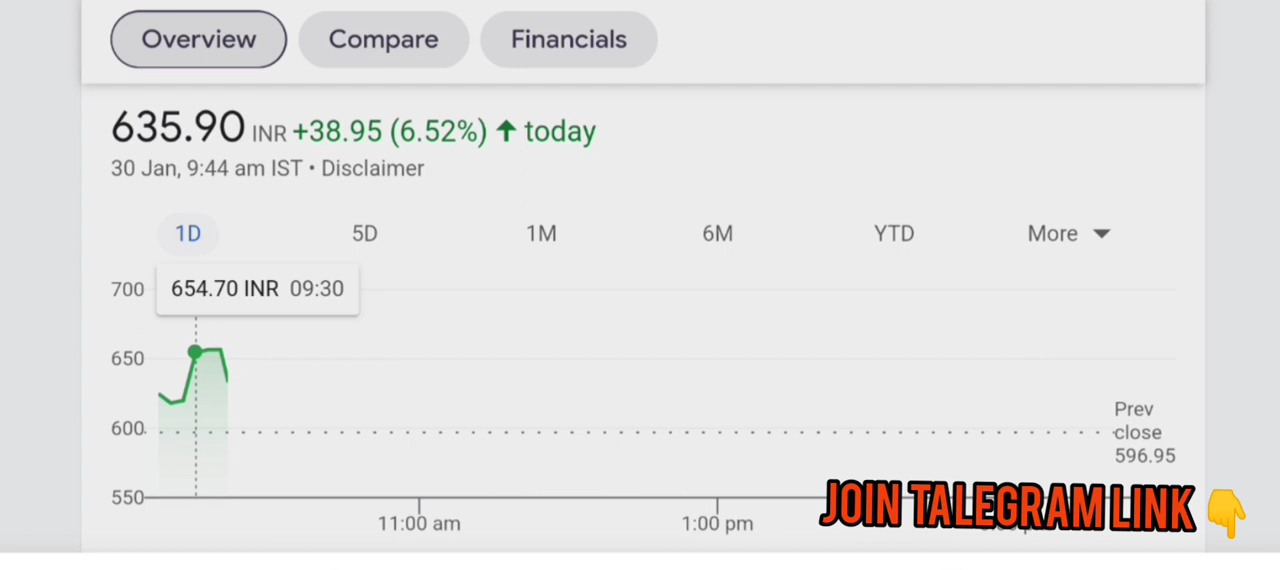 Overview Compare Financials
635.90 INR +38.95 (6.52%) ↑ today
30 Jan, 9:44 am IST • Disclaimer
1D 5D 1M 6M YTD More
654.70 INR 09:30
700
650
600
550
Prev
close
596.95
11:00 am 1:00 pm
JOIN TALEGRAM LINK 👇